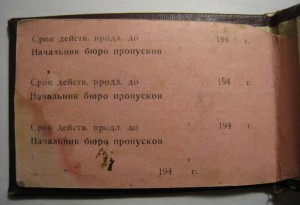 Срок действ. продл. до 194 г.
Начальник бюро пропусков
Срок действ. продл. до 194 г.
Начальник бюро пропусков
Срок действ. продл. до 194 г.
Начальник бюро пропусков
„ “ 194 г.